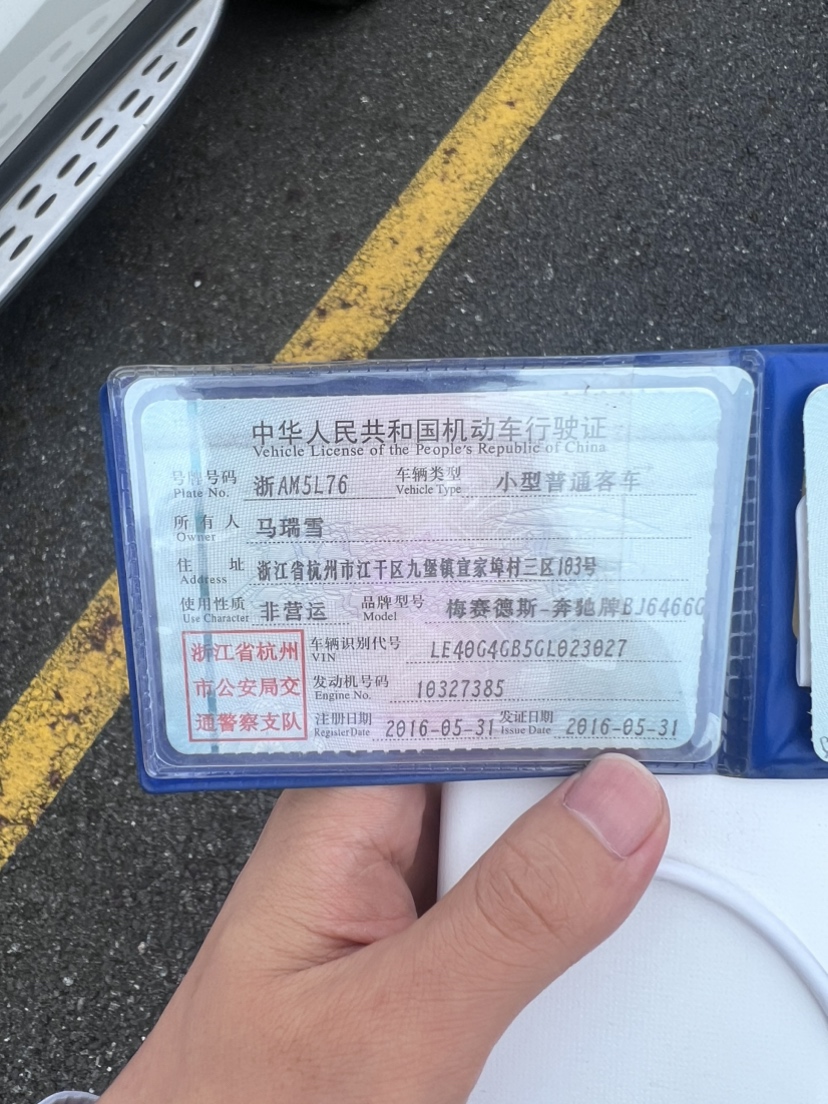 中华人民共和国机动车行驶证
Vehicle License of the People's Republic of China
号牌号码 浙AM5L76 车辆类型 小型普通客车
Plate No. Vehicle Type
所有人 马瑞雪
Owner
住址 浙江省杭州市江干区九堡镇宣家埠村三区103号
Address
使用性质 非营运 品牌型号 梅赛德斯-奔驰牌BJ6466G
Use Character Model
浙江省杭州
市公安局交
通警察支队
车辆识别代号 LE40G4GB5GL023027
VIN
发动机号码 10327385
Engine No.
注册日期 2016-05-31 发证日期 2016-05-31
Register Date Issue Date